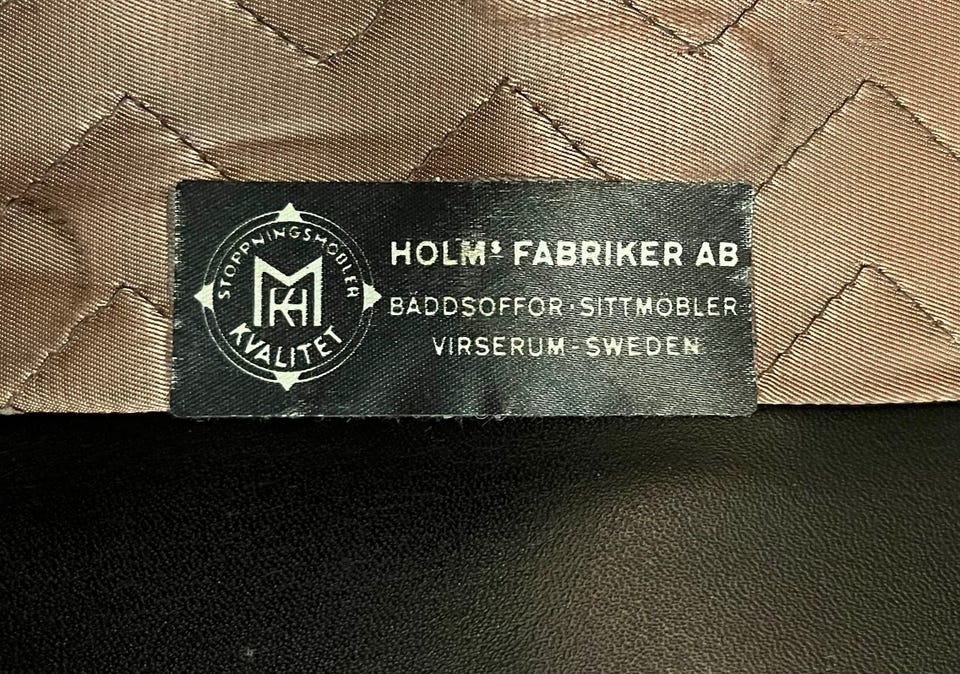 STOPPNINGSMÖBLER
MKH
KVALITET
HOLMs FABRIKER AB
BÄDDSOFFOR · SITTMÖBLER
VIRSERUM - SWEDEN